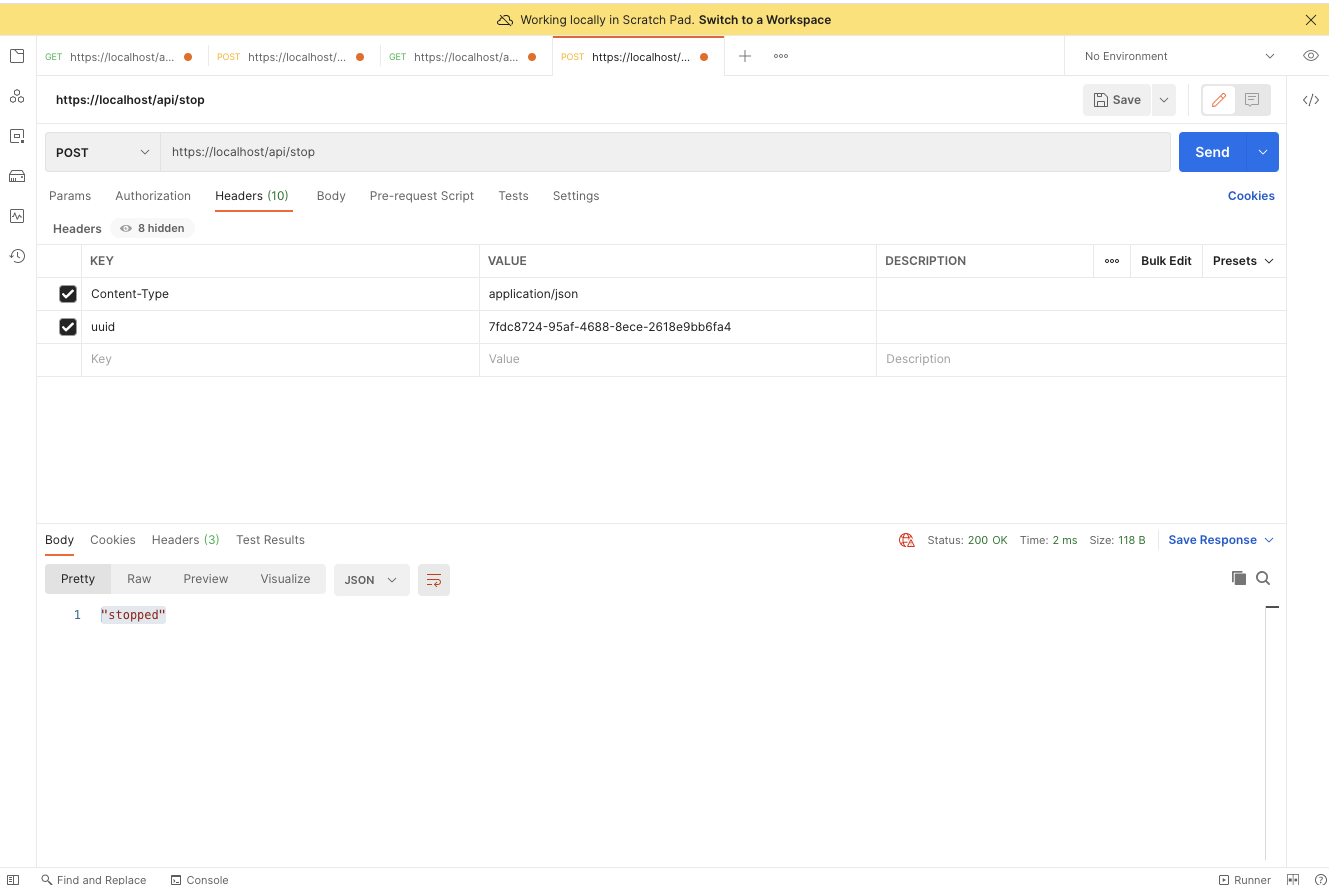 Working locally in Scratch Pad. Switch to a Workspace
GET https://localhost/a... POST https://localhost/... GET https://localhost/a... POST https://localhost/... No Environment
https://localhost/api/stop Save
POST https://localhost/api/stop Send
Params Authorization Headers (10) Body Pre-request Script Tests Settings Cookies
Headers 8 hidden
KEY VALUE DESCRIPTION Bulk Edit Presets
Content-Type application/json
uuid 7fdc8724-95af-4688-8ece-2618e9bb6fa4
Key Value Description
Body Cookies Headers (3) Test Results Status: 200 OK Time: 2 ms Size: 118 B Save Response
Pretty Raw Preview Visualize JSON
1 "stopped"
Find and Replace Console Runner